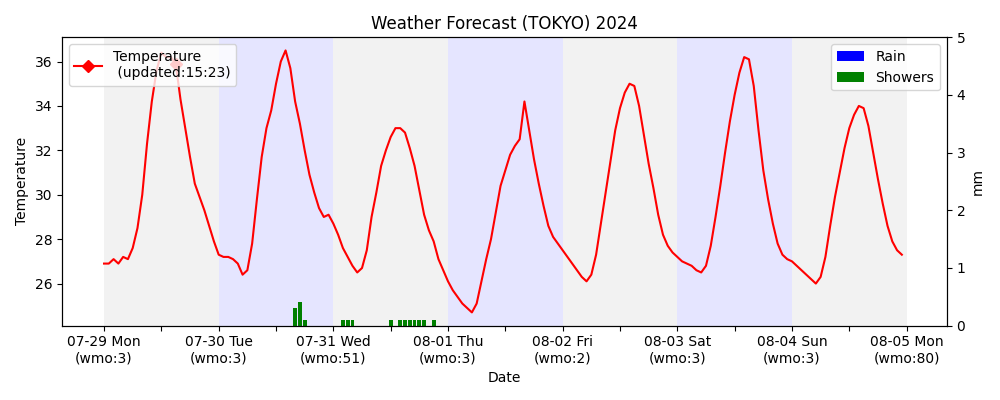 Weather Forecast (TOKYO) 2024
Temperature
(updated:15:23)
Rain
Showers
Temperature
36
34
32
30
28
26
5
4
3
2
1
0
mm
07-29 Mon 07-30 Tue 07-31 Wed 08-01 Thu 08-02 Fri 08-03 Sat 08-04 Sun 08-05 Mon
(wmo:3) (wmo:3) (wmo:51) (wmo:3) (wmo:2) (wmo:3) (wmo:3) (wmo:80)
Date